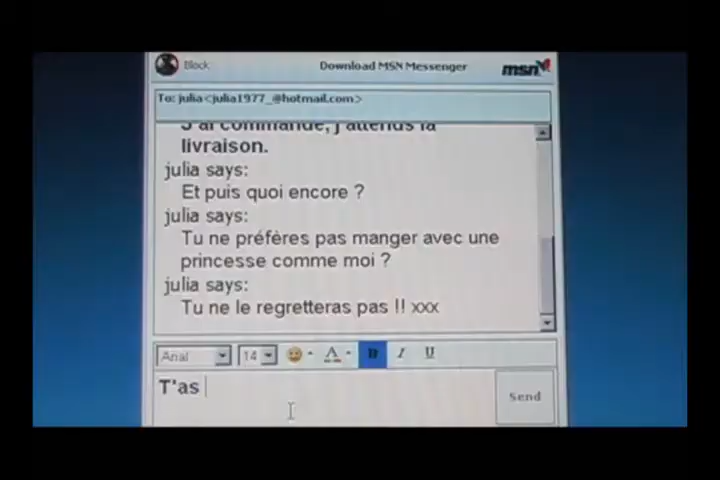 Block
Download MSN Messenger
msn
To: julia<julia1977_@hotmail.com>
J'ai commandé, j'attends la
livraison.
julia says:
Et puis quoi encore ?
julia says:
Tu ne préfères pas manger avec une
princesse comme moi ?
julia says:
Tu ne le regretteras pas !! xxx
Arial
14
A
B
I
U
T'as
Send